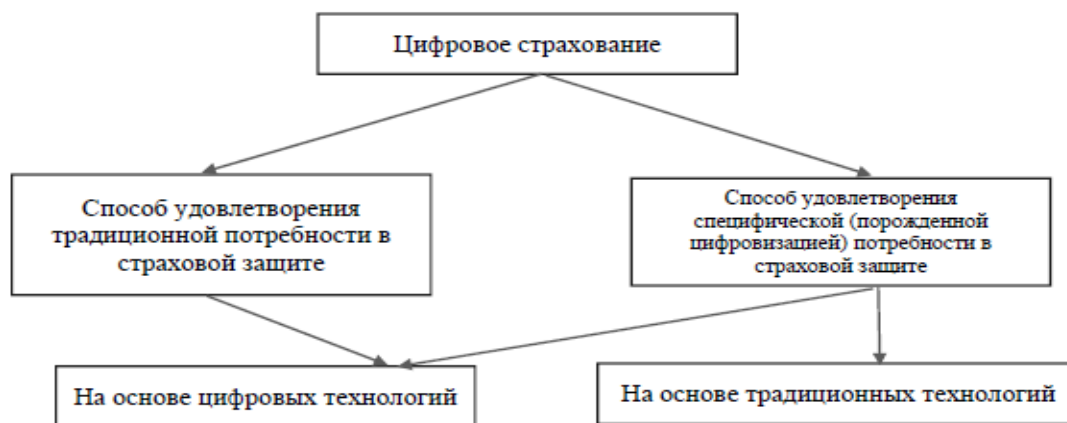 Цифровое страхование
Способ удовлетворения
традиционной потребности в
страховой защите
Способ удовлетворения
специфической (порожденной
цифровизацией) потребности в
страховой защите
На основе цифровых технологий
На основе традиционных технологий